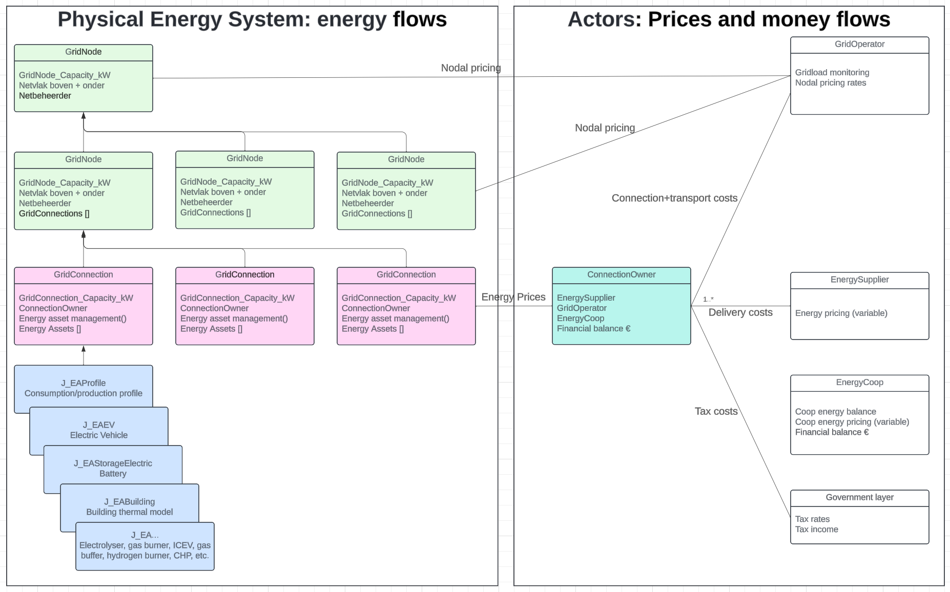 Physical Energy System: energy flows
GridNode
GridNode_Capacity_kW
Netvlak boven + onder
Netbeheerder
GridNode
GridNode_Capacity_kW
Netvlak boven + onder
Netbeheerder
GridConnections []
GridNode
GridNode_Capacity_kW
Netvlak boven + onder
Netbeheerder
GridConnections []
GridNode
GridNode_Capacity_kW
Netvlak boven + onder
Netbeheerder
GridConnections []
GridConnection
GridConnection_Capacity_kW
ConnectionOwner
Energy asset management()
Energy Assets []
GridConnection
GridConnection_Capacity_kW
ConnectionOwner
Energy asset management()
Energy Assets []
GridConnection
GridConnection_Capacity_kW
ConnectionOwner
Energy asset management()
Energy Assets []
J_EAProfile
Consumption/production profile
J_EAEV
Electric Vehicle
J_EAStorageElectric
Battery
J_EABuilding
Building thermal model
J_EA...
Electrolyser, gas burner, ICEV, gas
buffer, hydrogen burner, CHP, etc.
Nodal pricing
Nodal pricing
Energy Prices
Actors: Prices and money flows
GridOperator
Gridload monitoring
Nodal pricing rates
Connection+transport costs
ConnectionOwner
EnergySupplier
GridOperator
EnergyCoop
Financial balance €
1..*
Delivery costs
Tax costs
EnergySupplier
Energy pricing (variable)
EnergyCoop
Coop energy balance
Coop energy pricing (variable)
Financial balance €
Government layer
Tax rates
Tax income